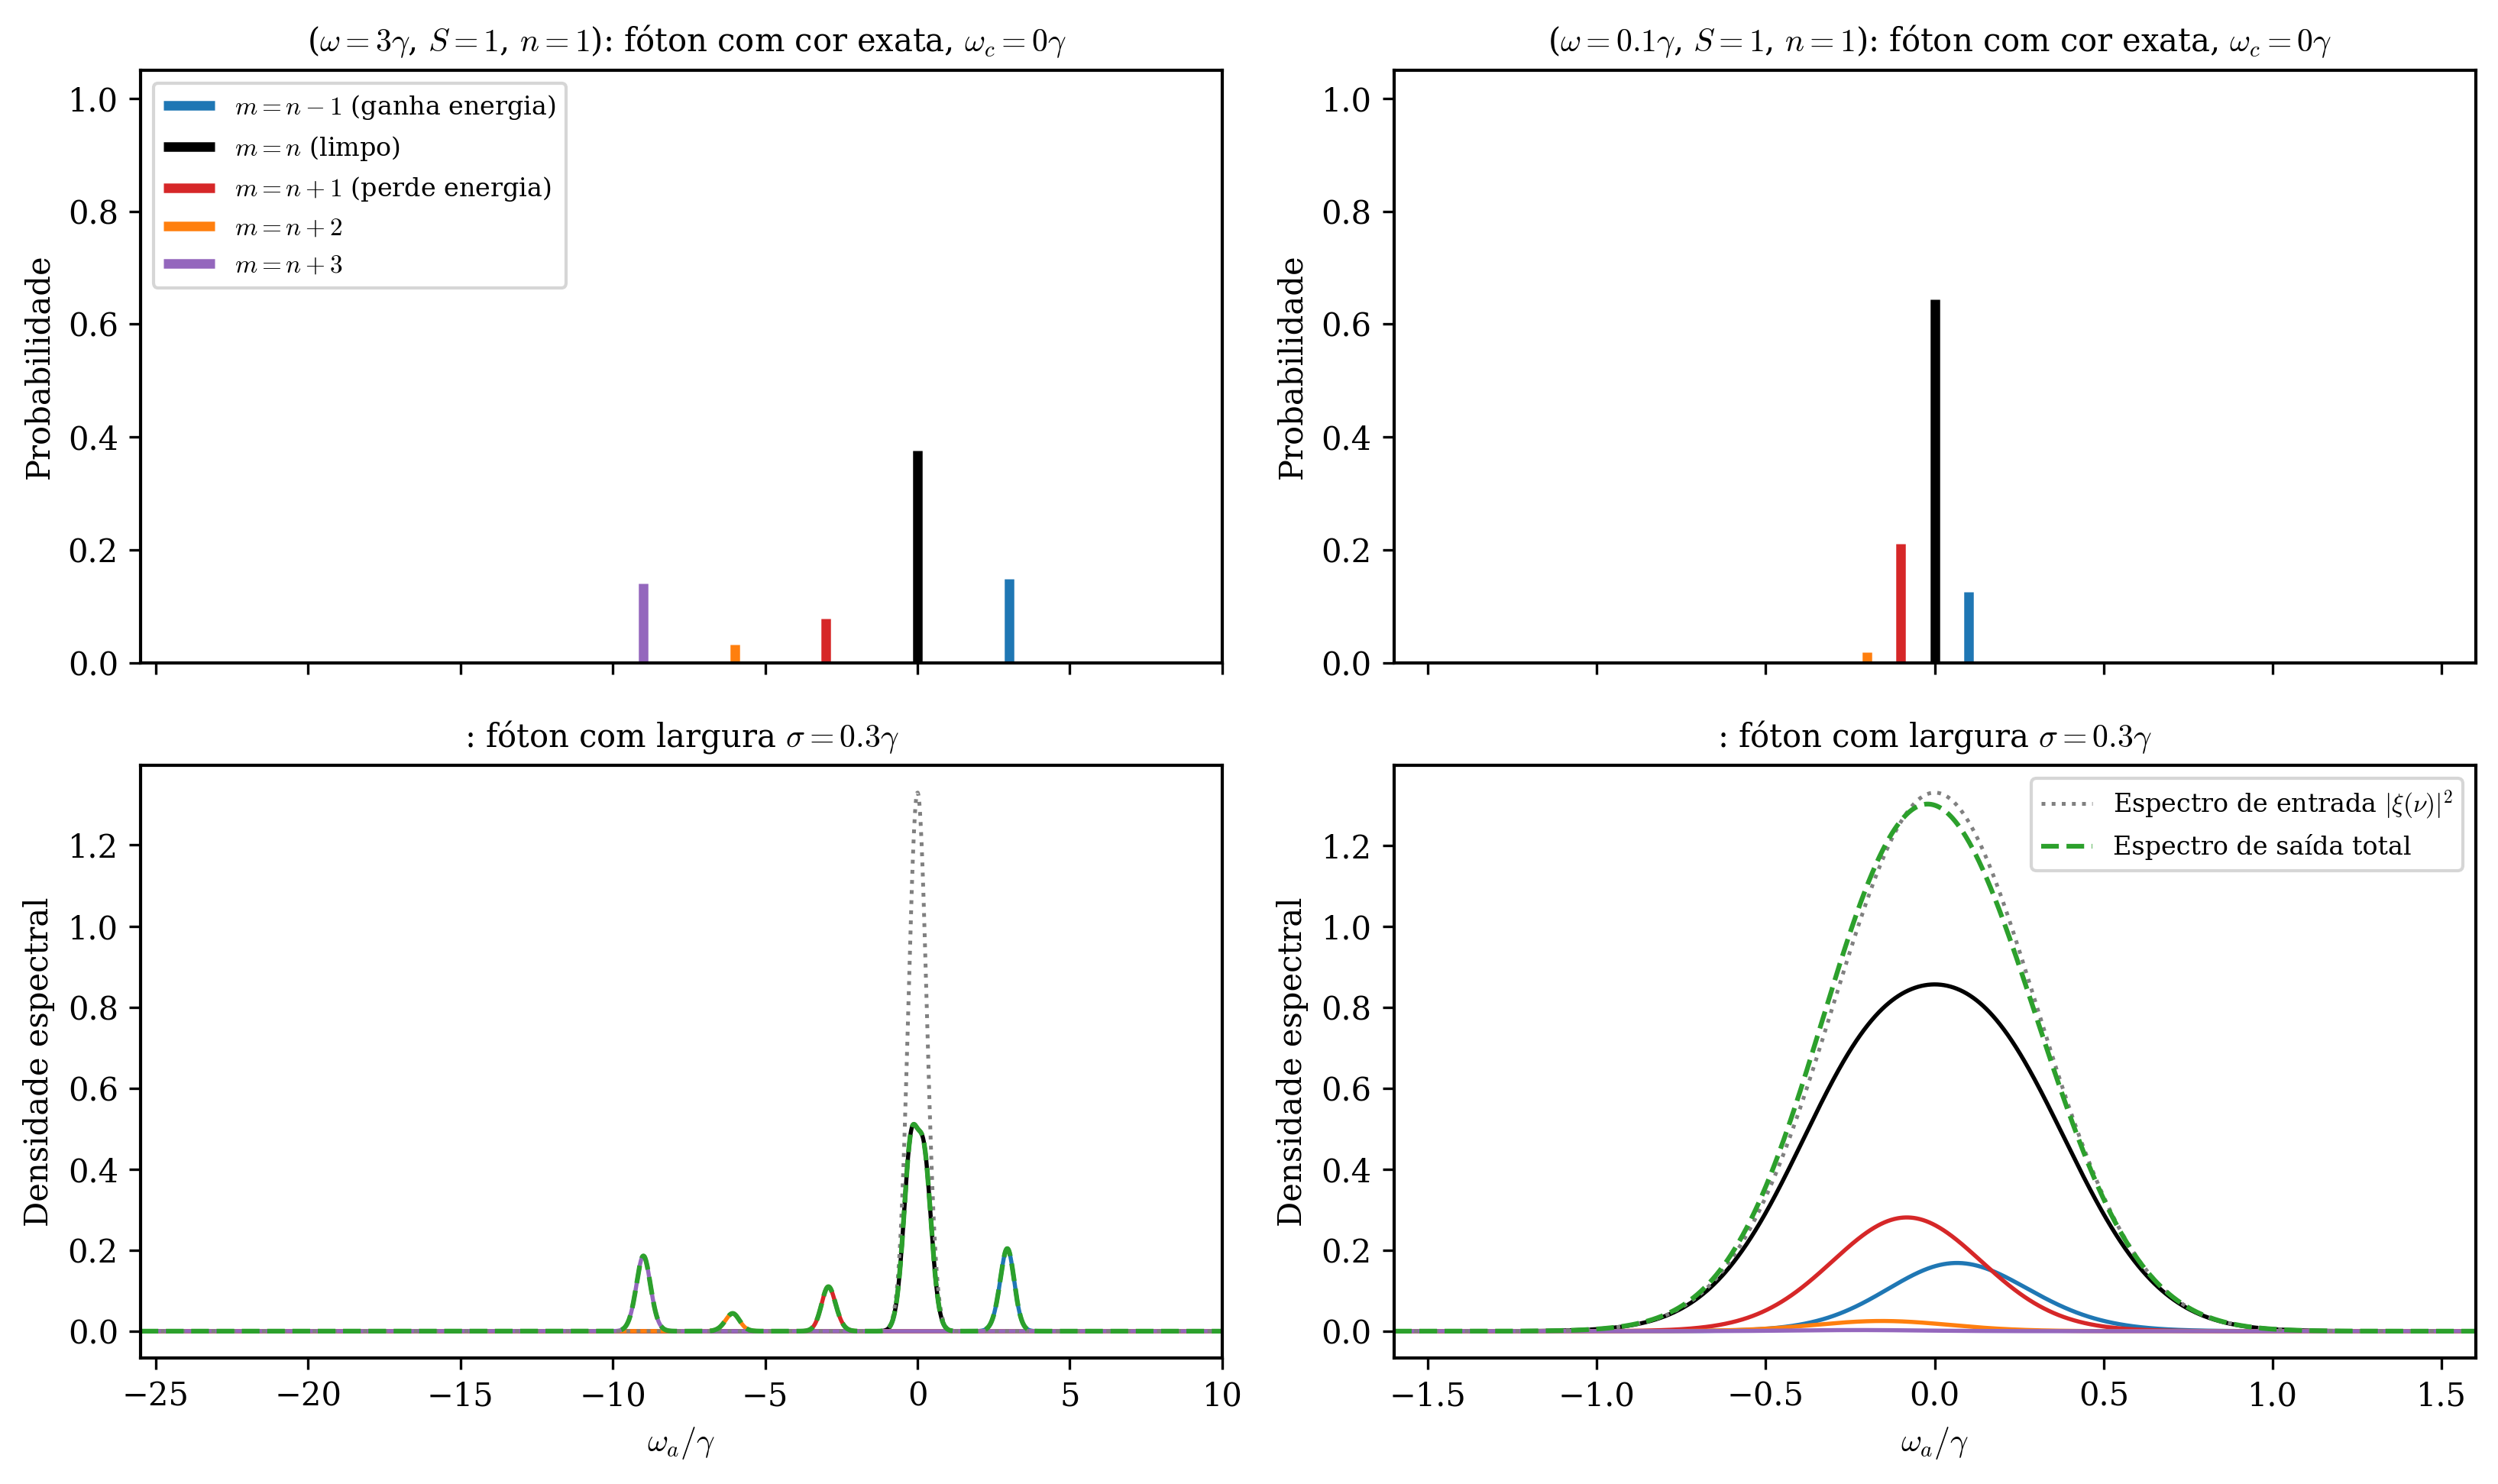 (ω = 3γ, S = 1, n = 1): fóton com cor exata, ω_c = 0γ
1.0
0.8
0.6
0.4
0.2
0.0
Probabilidade
m = n − 1 (ganha energia)
m = n (limpo)
m = n + 1 (perde energia)
m = n + 2
m = n + 3
(ω = 0.1γ, S = 1, n = 1): fóton com cor exata, ω_c = 0γ
1.0
0.8
0.6
0.4
0.2
0.0
Probabilidade
: fóton com largura σ = 0.3γ
1.2
1.0
0.8
0.6
0.4
0.2
0.0
Densidade espectral
−25 −20 −15 −10 −5 0 5 10
ω_a/γ
: fóton com largura σ = 0.3γ
1.2
1.0
0.8
0.6
0.4
0.2
0.0
Densidade espectral
Espectro de entrada |ξ(ν)|²
Espectro de saída total
−1.5 −1.0 −0.5 0.0 0.5 1.0 1.5
ω_a/γ